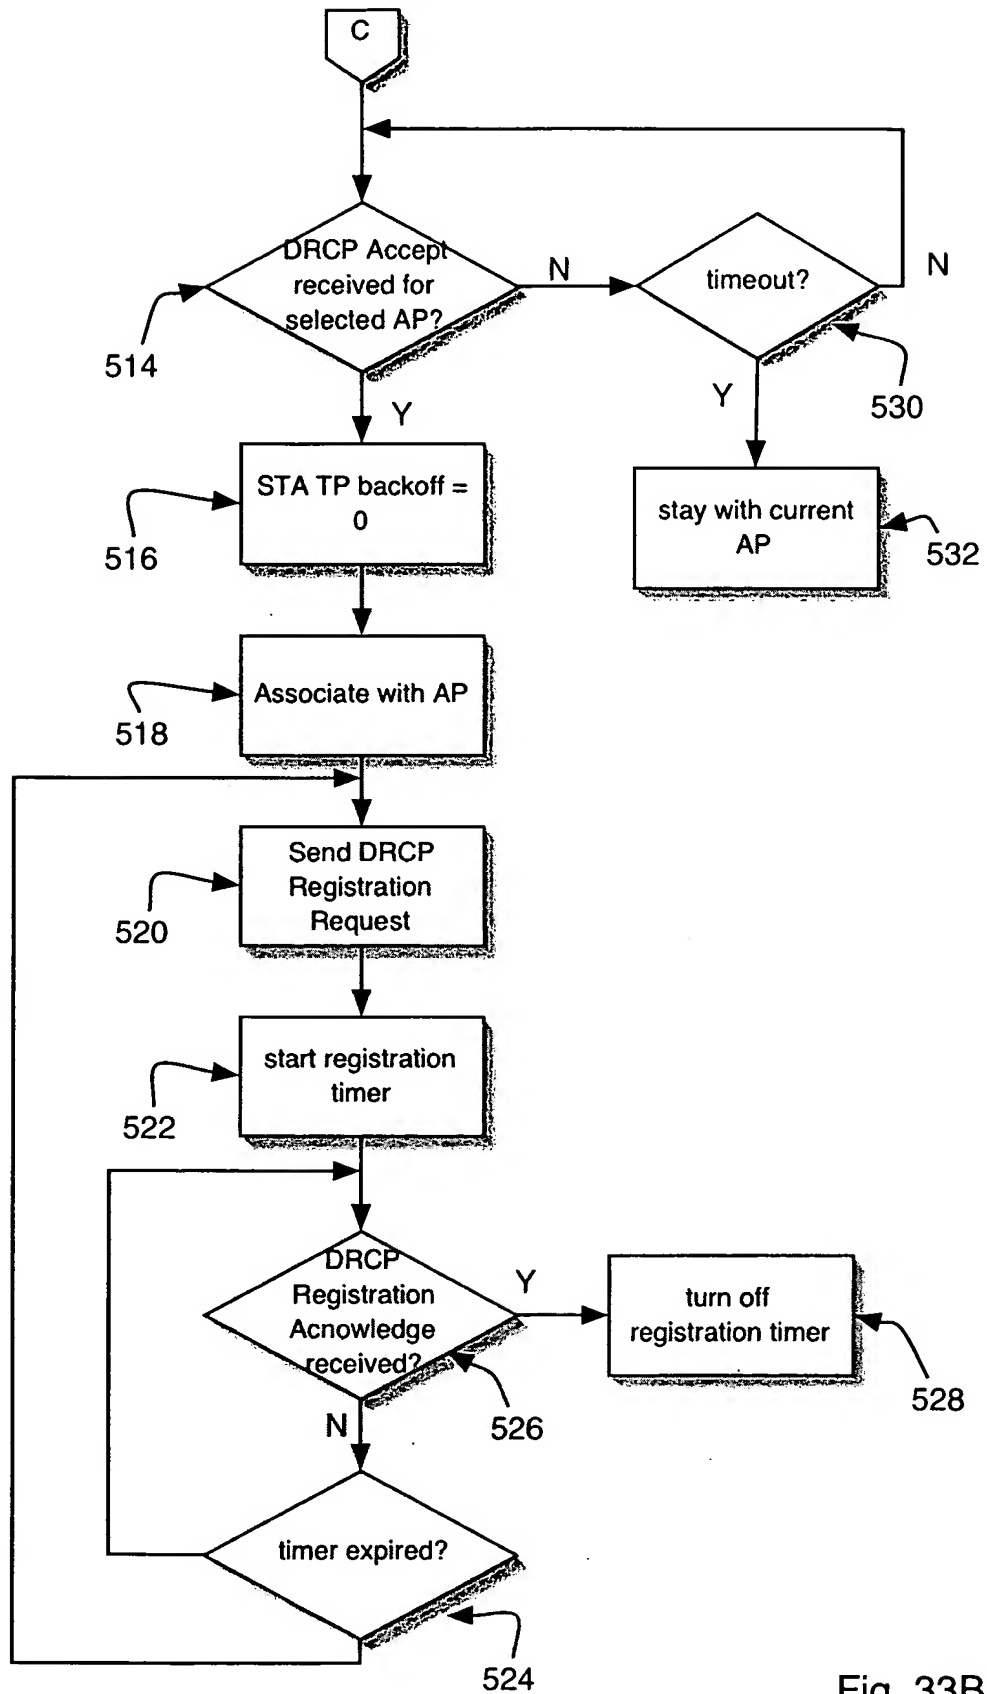 C
DRCP Accept
received for
selected AP?
N
timeout?
N
514
530
Y
Y
STA TP backoff =
0
516
stay with current
AP
532
Associate with AP
518
Send DRCP
Registration
Request
520
start registration
timer
522
DRCP
Registration
Acnowledge
received?
Y
turn off
registration timer
528
526
N
timer expired?
524
Fig. 33B